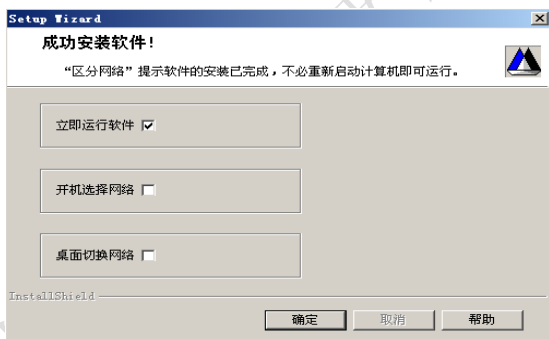 Setup Wizard
成功安装软件!
“区分网络”提示软件的安装已完成,不必重新启动计算机即可运行。
立即运行软件
开机选择网络
桌面切换网络
InstallShield
确定 取消 帮助